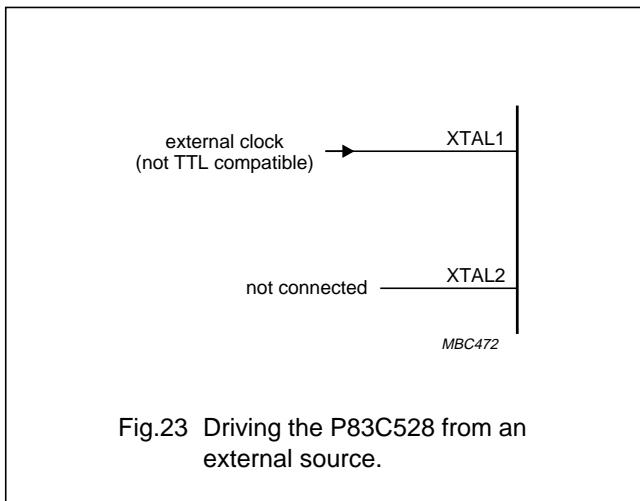 XTAL1
external clock
(not TTL compatible)
XTAL2
not connected
MBC472
Fig.23 Driving the P83C528 from an
external source.